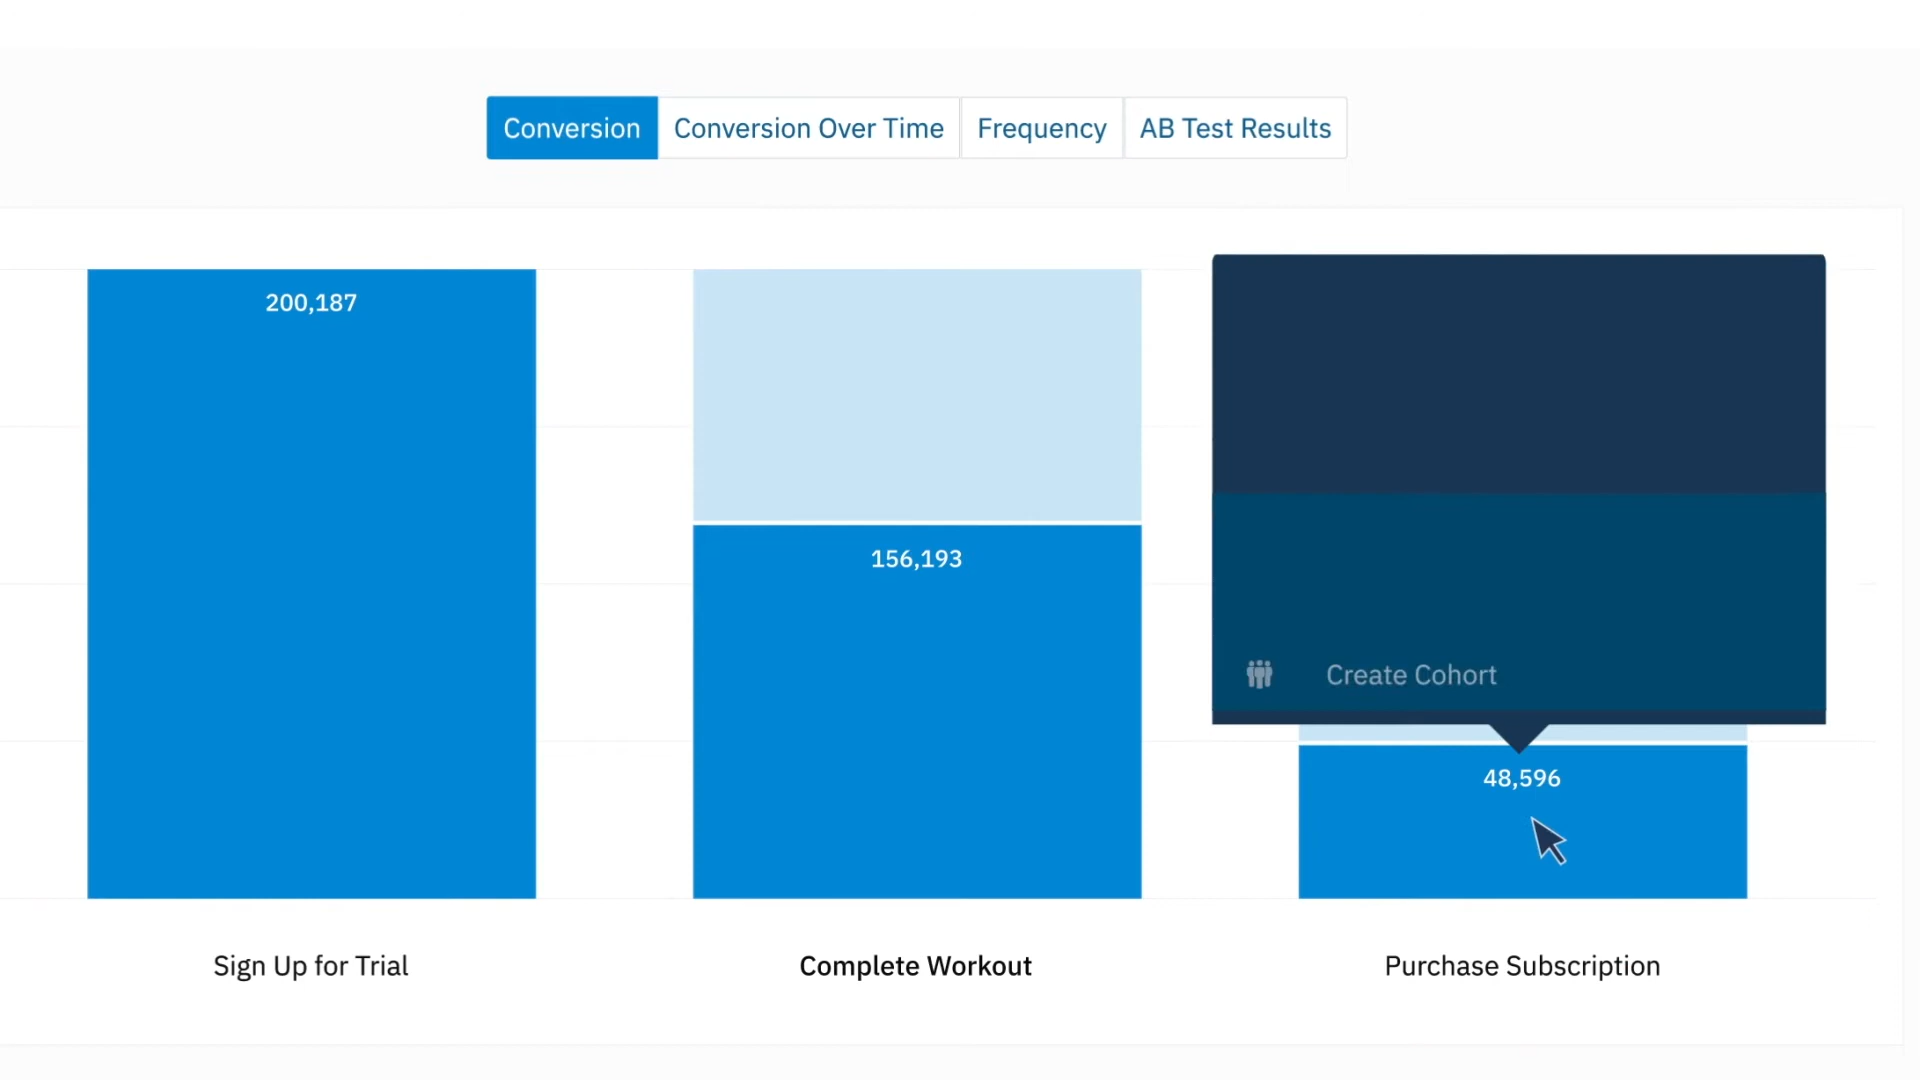 Conversion
Conversion Over Time
Frequency
AB Test Results
200,187
156,193
Create Cohort
48,596
Sign Up for Trial
Complete Workout
Purchase Subscription